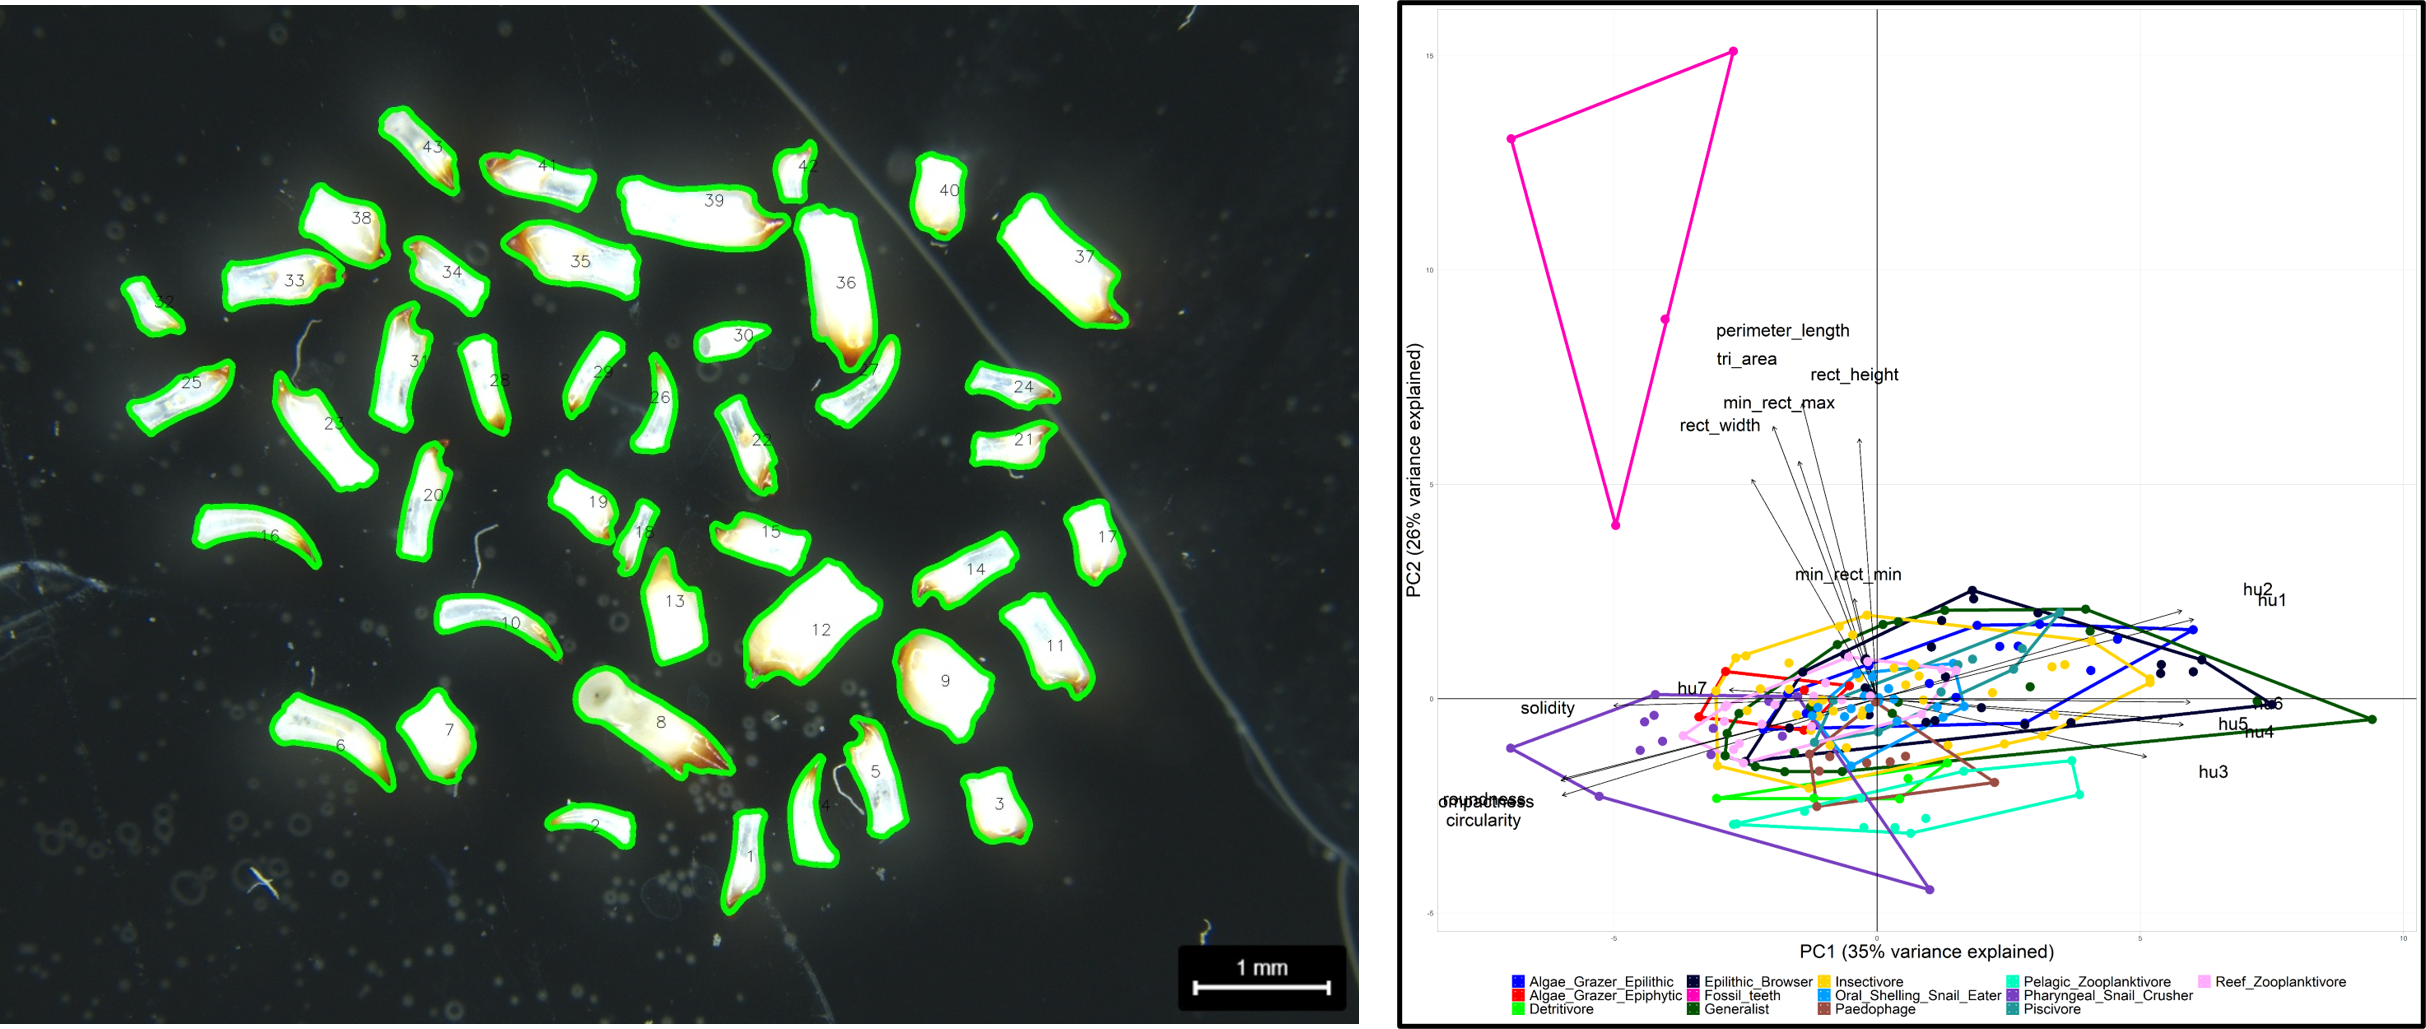 43
41
42
39
40
38
37
35
34
33
36
32
30
31
27
29
28
25
24
26
23
22
21
20
19
18
15
17
16
14
13
10
12
11
9
8
7
6
5
4
3
2
1
1 mm
15
10
5
0
-5
-5
0
5
10
PC2 (26% variance explained)
PC1 (35% variance explained)
perimeter_length
tri_area
rect_height
min_rect_max
rect_width
min_rect_min
hu2
hu1
hu7
solidity
hu6
hu5
hu4
hu3
roundness
ompactness
circularity
Algae_Grazer_Epilithic Epilithic_Browser Insectivore Pelagic_Zooplanktivore Reef_Zooplanktivore
Algae_Grazer_Epiphytic Fossil_teeth Oral_Shelling_Snail_Eater Pharyngeal_Snail_Crusher
Detritivore Generalist Paedophage Piscivore